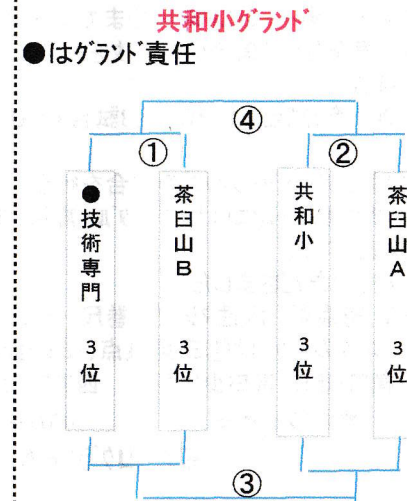 共和小グランド
●はグランド責任
④
① ②
●技術専門 3位
茶臼山B 3位
共和小 3位
茶臼山A 3位
③